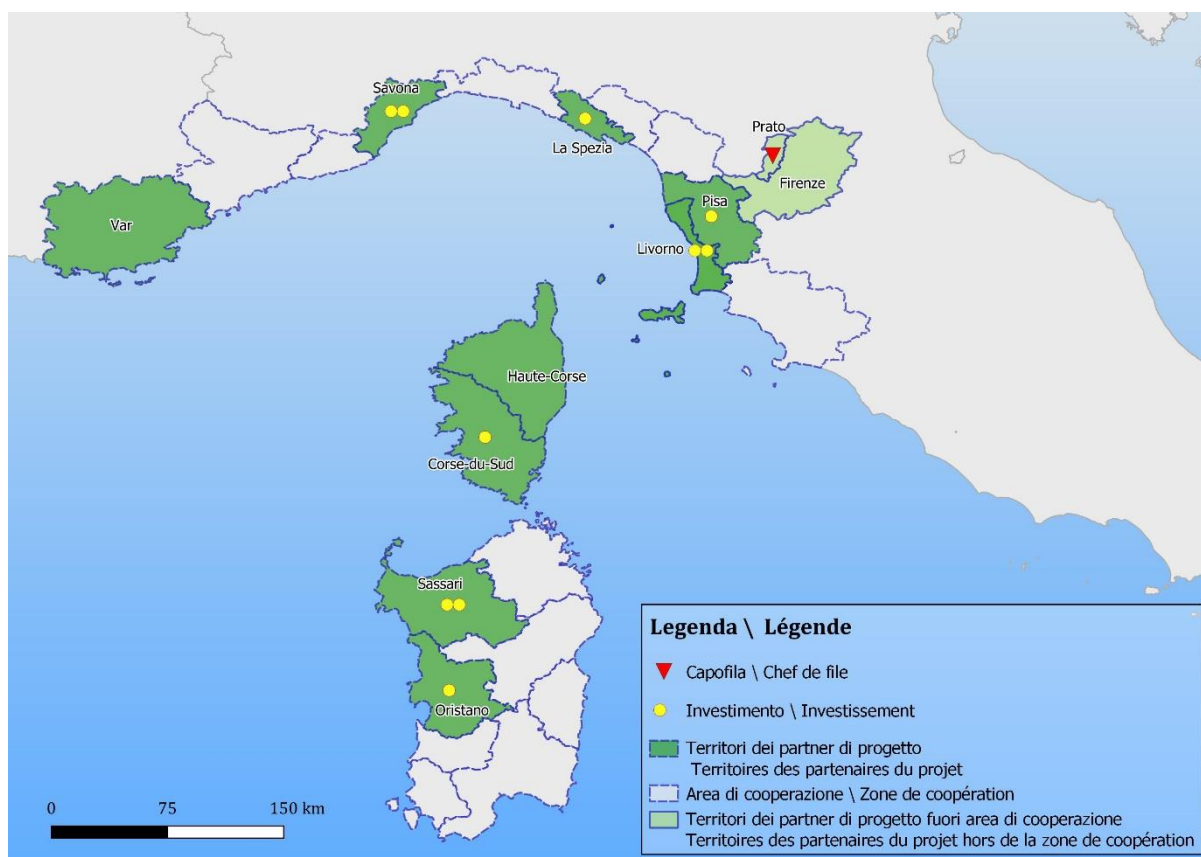 Savona
La Spezia
Prato
Firenze
Var
Pisa
Livorno
Haute-Corse
Corse-du-Sud
Sassari
Oristano
Legenda \ Légende
Capofila \ Chef de file
Investimento \ Investissement
Territori dei partner di progetto
Territoires des partenaires du projet
Area di cooperazione \ Zone de coopération
Territori dei partner di progetto fuori area di cooperazione
Territoires des partenaires du projet hors de la zone de coopération
0 75 150 km